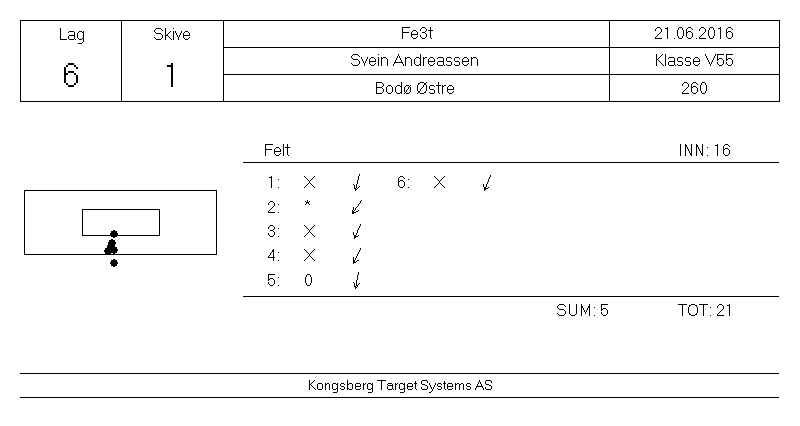 Lag Skive Fe3t 21.06.2016
6 1 Svein Andreassen Klasse V55
Bodø Østre 260
Felt INN: 16
1: X ↙ 6: X ↙
2: * ↙
3: X ↙
4: X ↙
5: 0 ↓
SUM: 5 TOT: 21
Kongsberg Target Systems AS